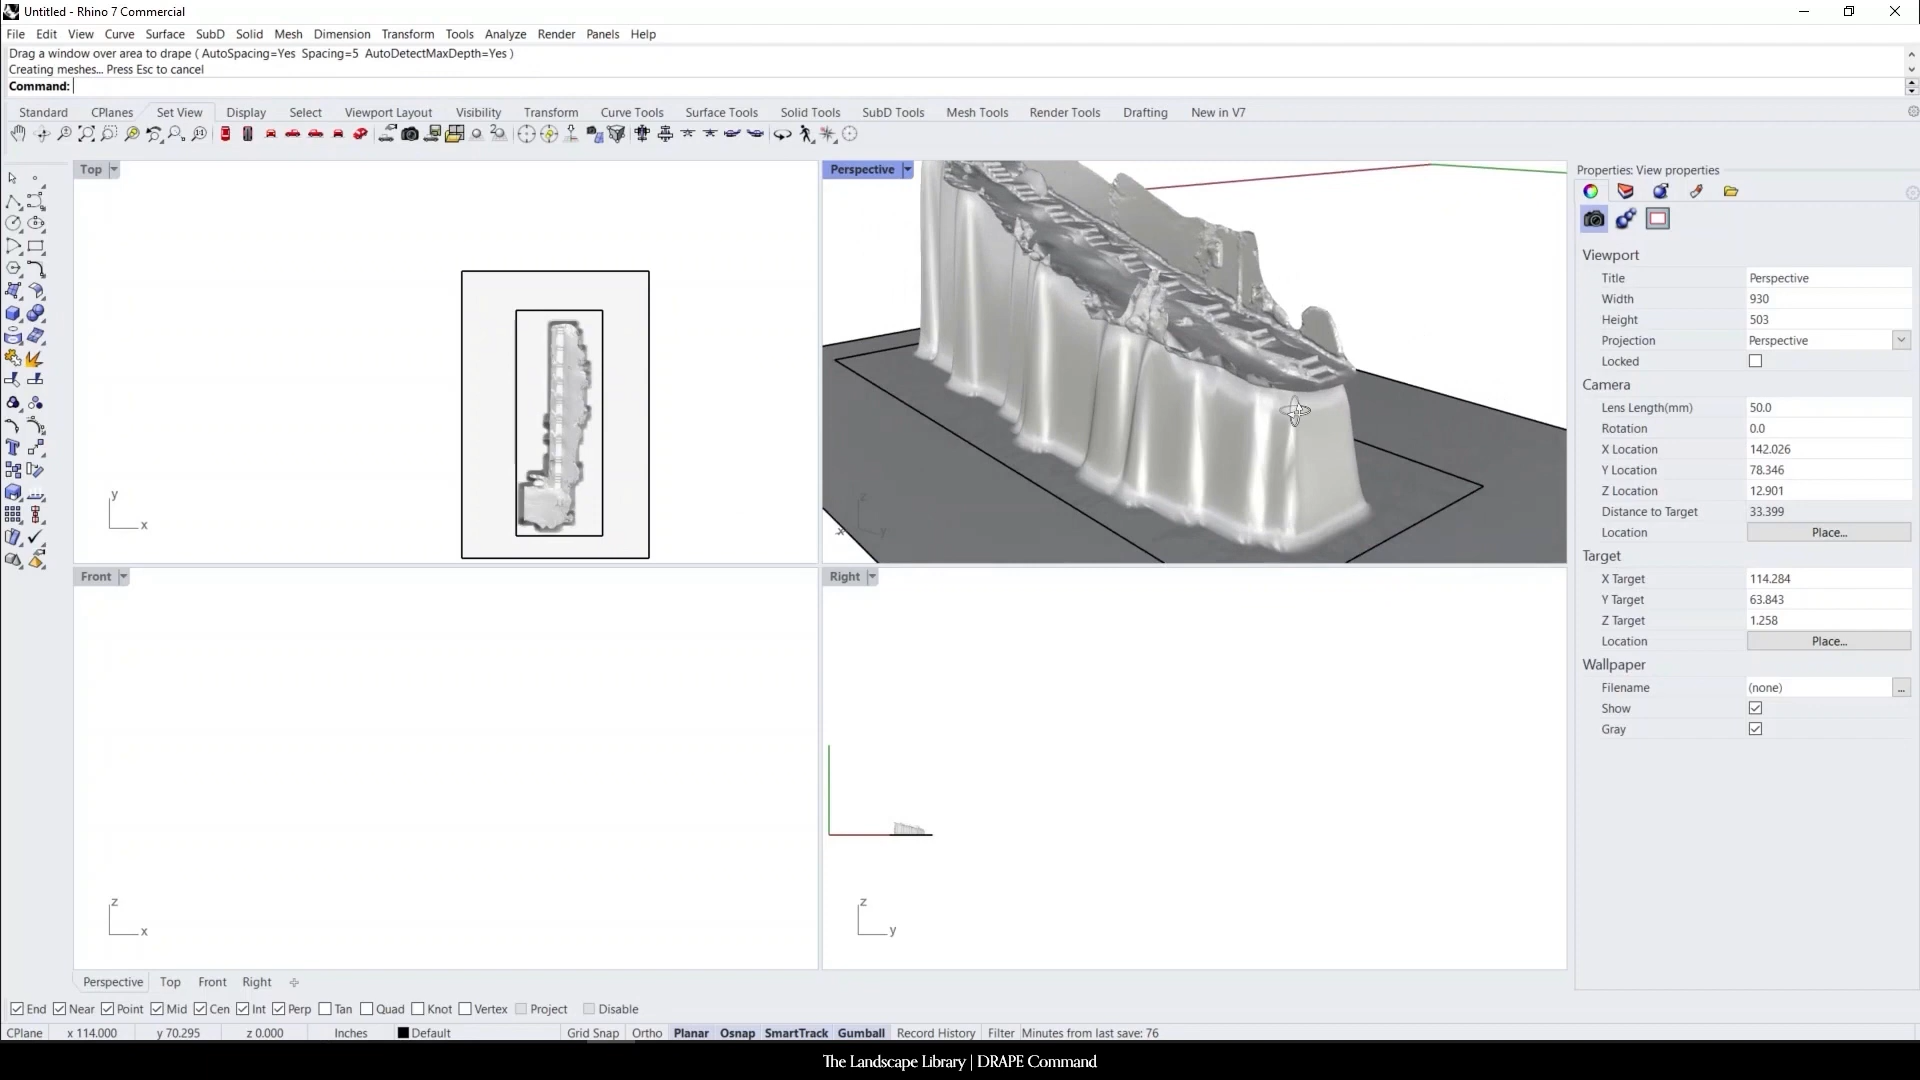 Untitled - Rhino 7 Commercial
File Edit View Curve Surface SubD Solid Mesh Dimension Transform Tools Analyze Render Panels Help
Drag a window over area to drape ( AutoSpacing=Yes Spacing=5 AutoDetectMaxDepth=Yes )
Creating meshes... Press Esc to cancel
Command:
Standard CPlanes Set View Display Select Viewport Layout Visibility Transform Curve Tools Surface Tools Solid Tools SubD Tools Mesh Tools Render Tools Drafting New in V7
Top
y
x
Perspective
z
x
y
Front
z
x
Right
z
y
Properties: View properties
Viewport
Title Perspective
Width 930
Height 503
Projection Perspective
Locked
Camera
Lens Length(mm) 50.0
Rotation 0.0
X Location 142.026
Y Location 78.346
Z Location 12.901
Distance to Target 33.399
Location Place...
Target
X Target 114.284
Y Target 63.843
Z Target 1.258
Location Place...
Wallpaper
Filename (none) ...
Show
Gray
Perspective Top Front Right
End Near Point Mid Cen Int Perp Tan Quad Knot Vertex Project Disable
CPlane x 114.000 y 70.295 z 0.000 Inches Default Grid Snap Ortho Planar Osnap SmartTrack Gumball Record History Filter Minutes from last save: 76
The Landscape Library | DRAPE Command